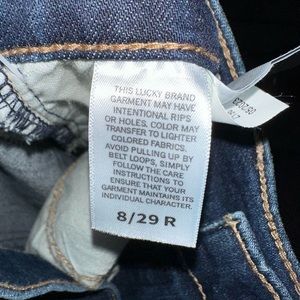 THIS LUCKY BRAND
GARMENT MAY HAVE
INTENTIONAL RIPS
OR HOLES. COLOR MAY
TRANSFER TO LIGHTER
COLORED FABRICS.
AVOID PULLING UP BY
BELT LOOPS, SIMPLY
FOLLOW THE CARE
INSTRUCTIONS TO
ENSURE THAT YOUR
GARMENT MAINTAINS ITS
INDIVIDUAL CHARACTER.
8/29 R